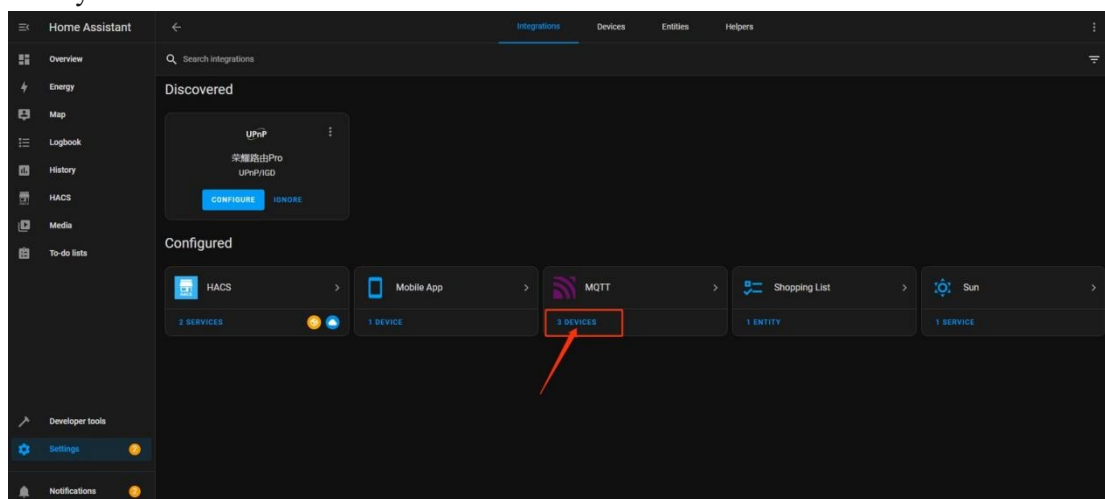 Home Assistant
Integrations
Devices
Entities
Helpers
Overview
Search integrations
Energy
Discovered
Map
UPnP
Logbook
荣耀路由Pro
History
UPnP/IGD
HACS
CONFIGURE
IGNORE
Media
Configured
To-do lists
HACS
Mobile App
MQTT
Shopping List
Sun
2 SERVICES
1 DEVICE
3 DEVICES
1 ENTITY
1 SERVICE
Developer tools
Settings
2
Notifications
2